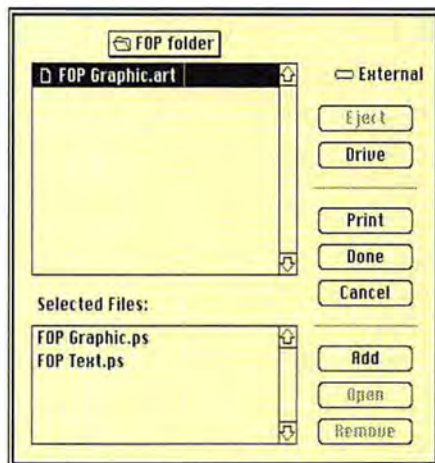 FOP folder
FOP Graphic.art
External
Eject
Drive
Print
Done
Cancel
Selected Files:
FOP Graphic.ps
FOP Text.ps
Add
Open
Remove